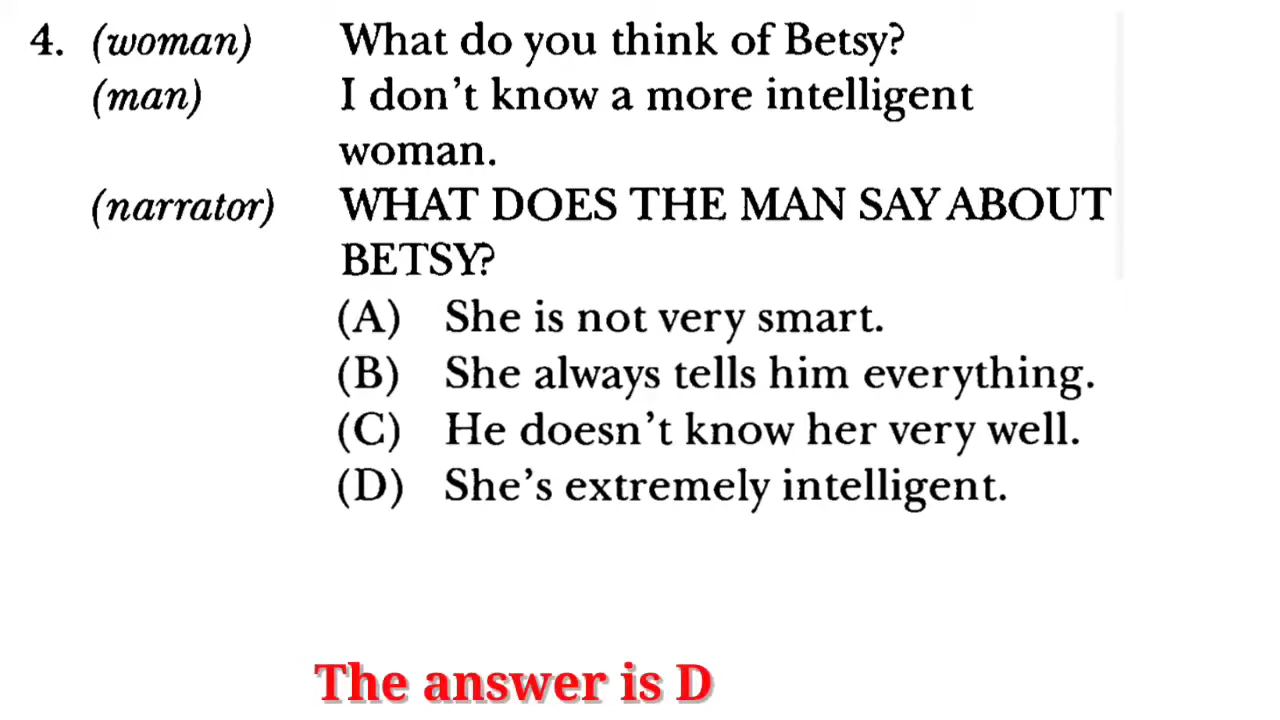 4. (woman) What do you think of Betsy?
(man) I don't know a more intelligent
woman.
(narrator) WHAT DOES THE MAN SAY ABOUT
BETSY?
(A) She is not very smart.
(B) She always tells him everything.
(C) He doesn't know her very well.
(D) She's extremely intelligent.
The answer is D